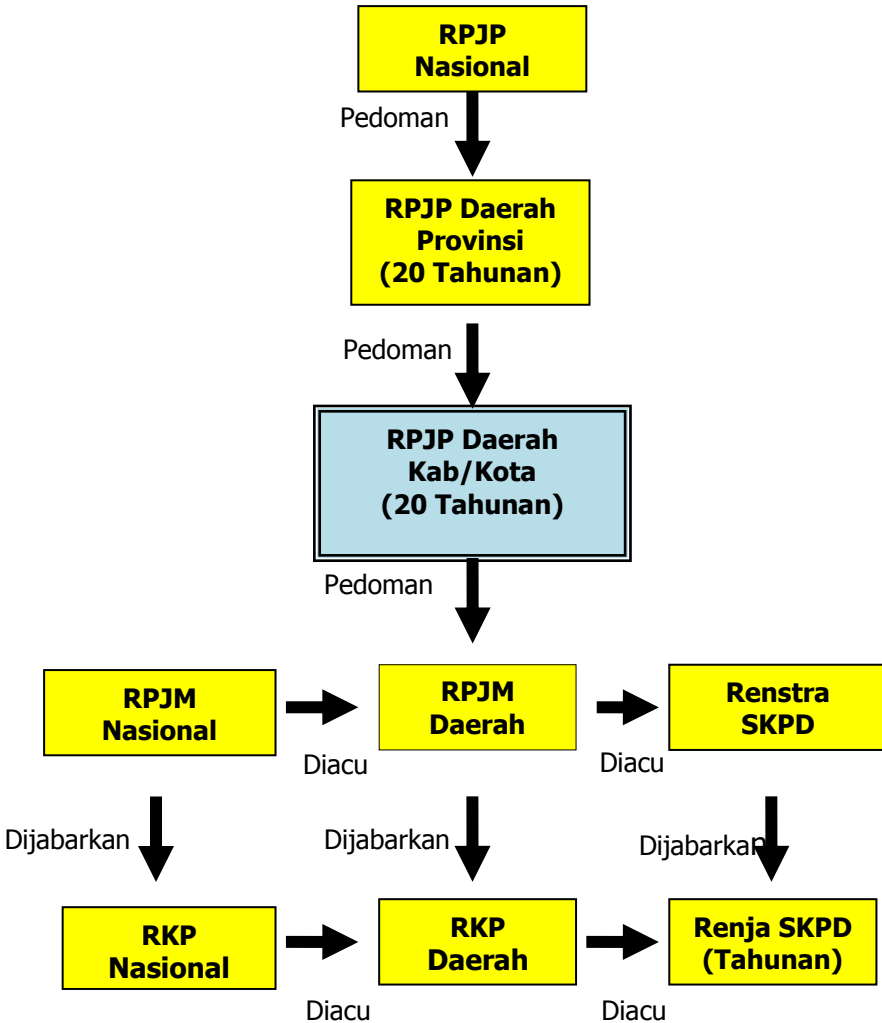 RPJP
Nasional
Pedoman
RPJP Daerah
Provinsi
(20 Tahunan)
Pedoman
RPJP Daerah
Kab/Kota
(20 Tahunan)
Pedoman
RPJM
Nasional
RPJM
Daerah
Renstra
SKPD
Diacu
Diacu
Dijabarkan
Dijabarkan
Dijabarkan
RKP
Nasional
RKP
Daerah
Renja SKPD
(Tahunan)
Diacu
Diacu